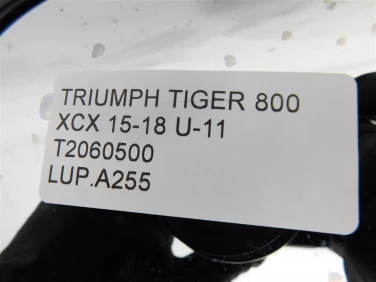 TRIUMPH TIGER 800
XCX 15-18 U-11
T2060500
LUP.A255